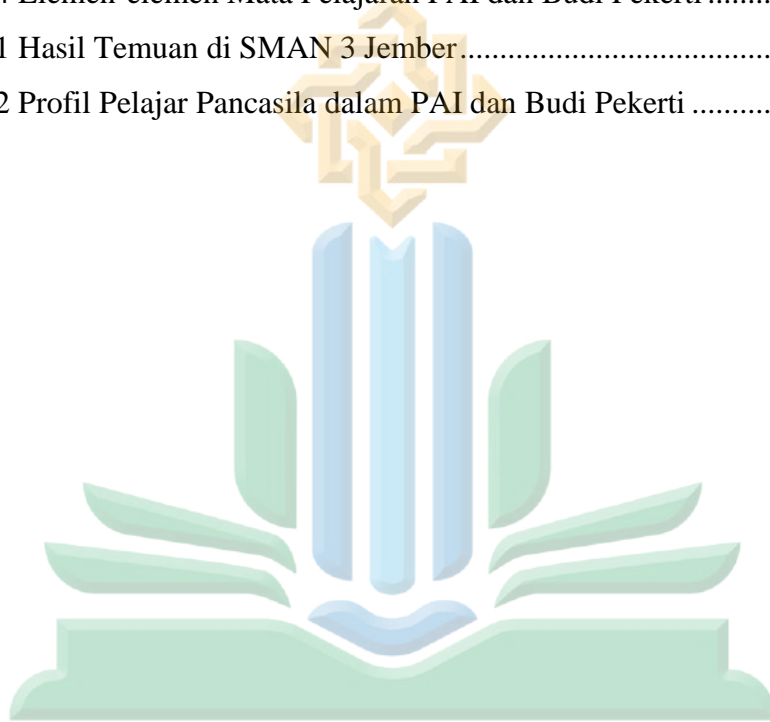 Elemen-elemen Mata Pelajaran PAI dan Budi Pekerti ........
1 Hasil Temuan di SMAN 3 Jember ........................................
2 Profil Pelajar Pancasila dalam PAI dan Budi Pekerti ..........